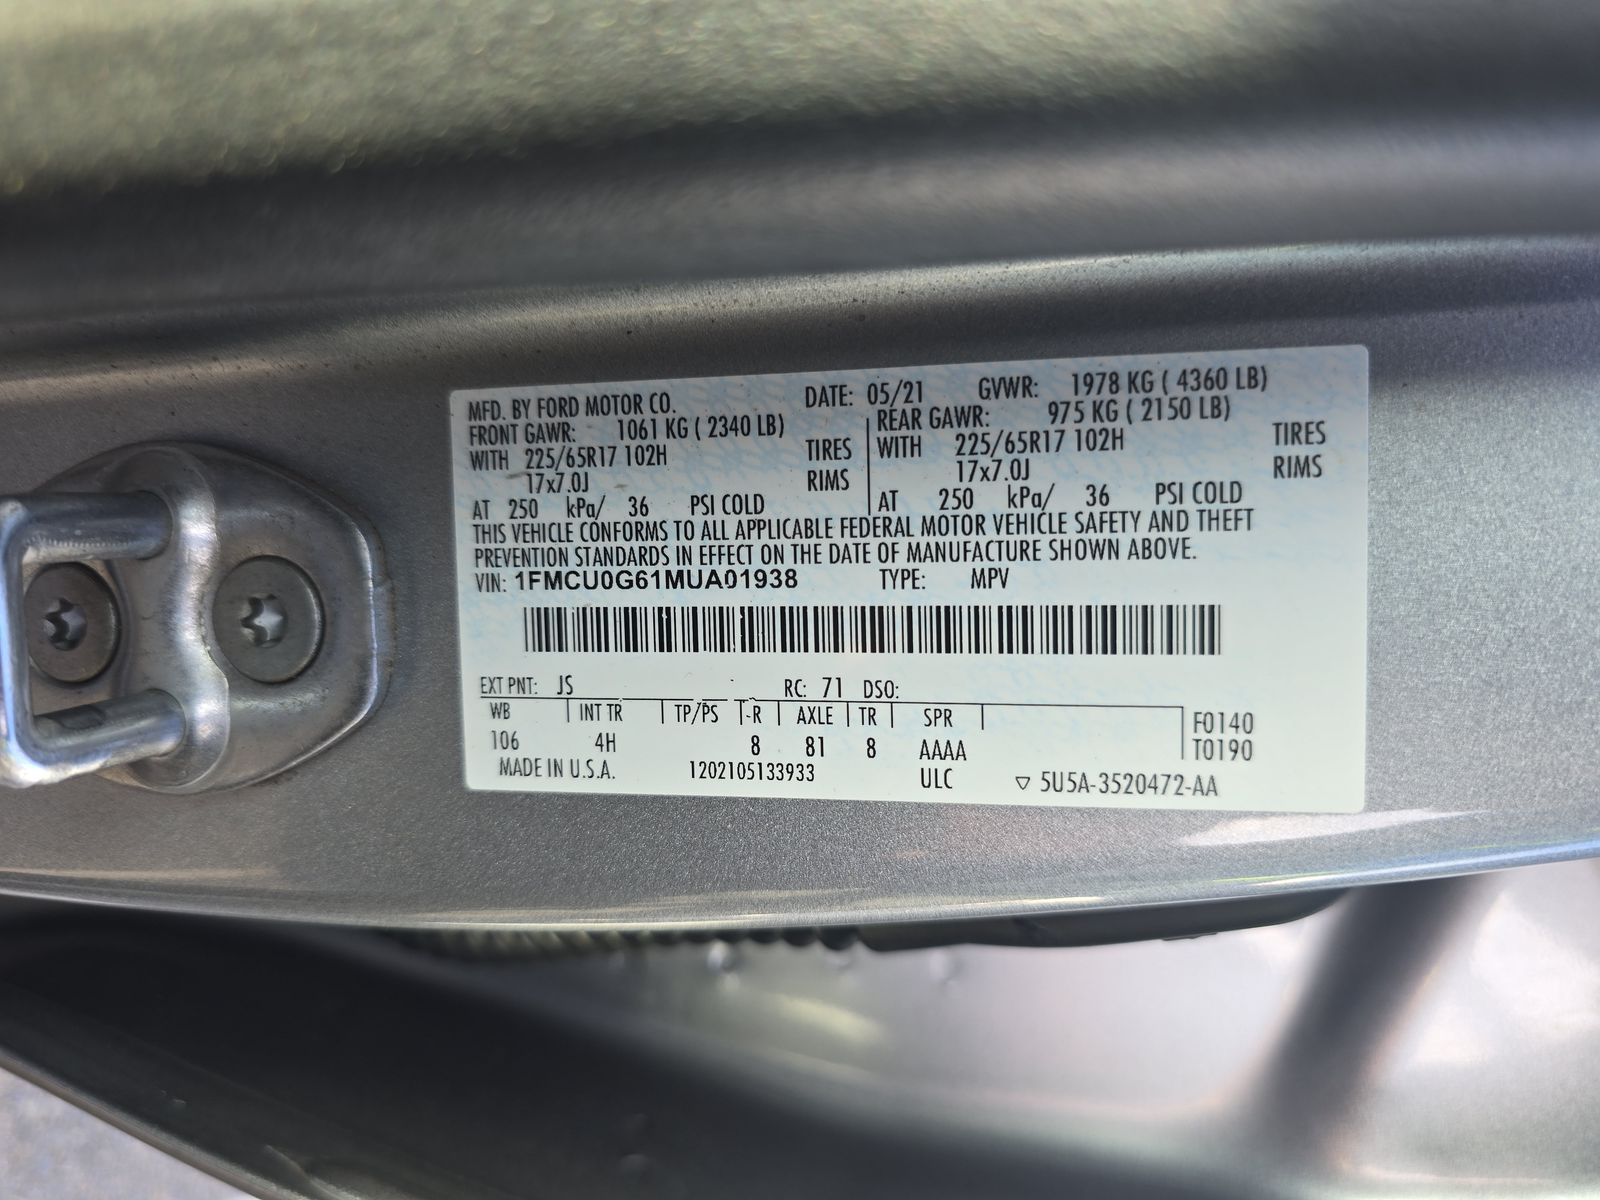 MFD. BY FORD MOTOR CO. DATE: 05/21 GVWR: 1978 KG ( 4360 LB)
FRONT GAWR: 1061 KG ( 2340 LB) REAR GAWR: 975 KG ( 2150 LB)
WITH 225/65R17 102H TIRES WITH 225/65R17 102H TIRES
17x7.0J RIMS 17x7.0J RIMS
AT 250 kPa/ 36 PSI COLD AT 250 kPa/ 36 PSI COLD
THIS VEHICLE CONFORMS TO ALL APPLICABLE FEDERAL MOTOR VEHICLE SAFETY AND THEFT
PREVENTION STANDARDS IN EFFECT ON THE DATE OF MANUFACTURE SHOWN ABOVE.
VIN: 1FMCU0G61MUA01938 TYPE: MPV
EXT PNT: JS RC: 71 DSO:
WB INT TR TP/PS R AXLE TR SPR F0140
106 4H 8 81 8 AAAA T0190
MADE IN U.S.A. 1202105133933 ULC ▽ 5U5A-3520472-AA